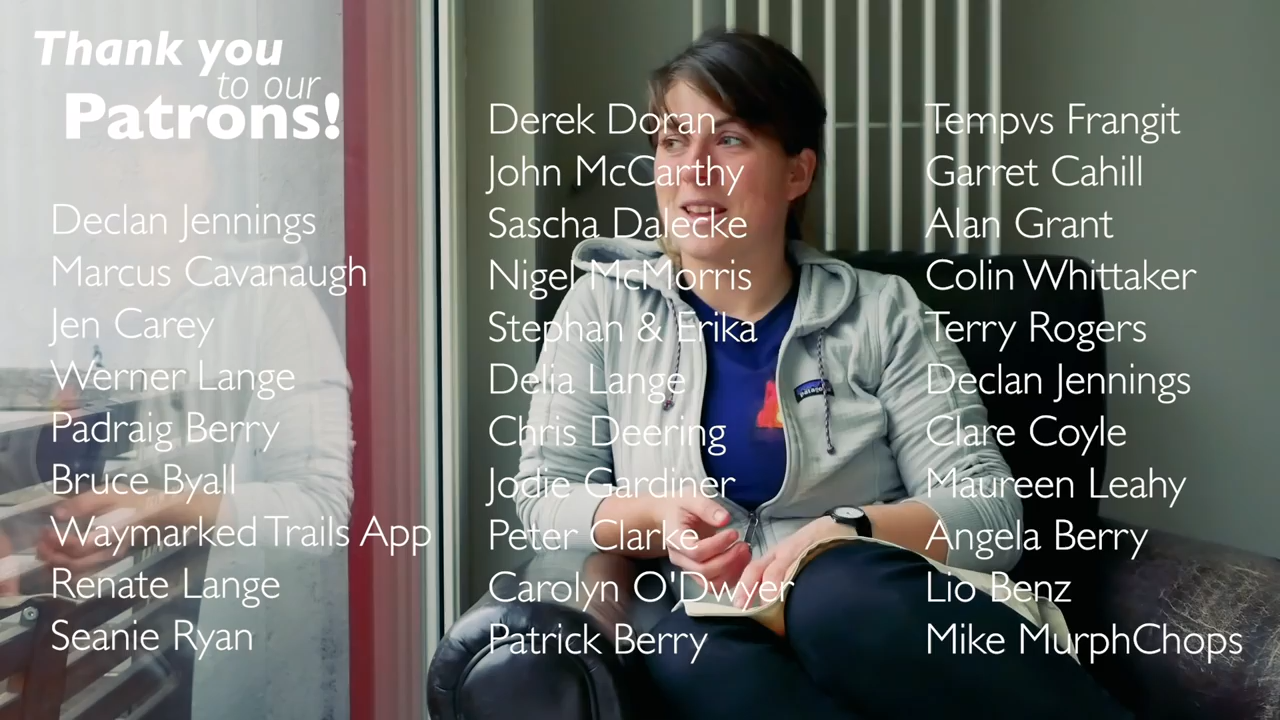 Thank you
to our
Patrons!
Declan Jennings
Marcus Cavanaugh
Jen Carey
Werner Lange
Padraig Berry
Bruce Byall
Waymarked Trails App
Renate Lange
Seanie Ryan
Derek Doran
John McCarthy
Sascha Dalecke
Nigel McMorris
Stephan & Erika
Delia Lange
Chris Deering
Jodie Gardiner
Peter Clarke
Carolyn O'Dwyer
Patrick Berry
Tempvs Frangit
Garret Cahill
Alan Grant
Colin Whittaker
Terry Rogers
Declan Jennings
Clare Coyle
Maureen Leahy
Angela Berry
Lio Benz
Mike MurphChops